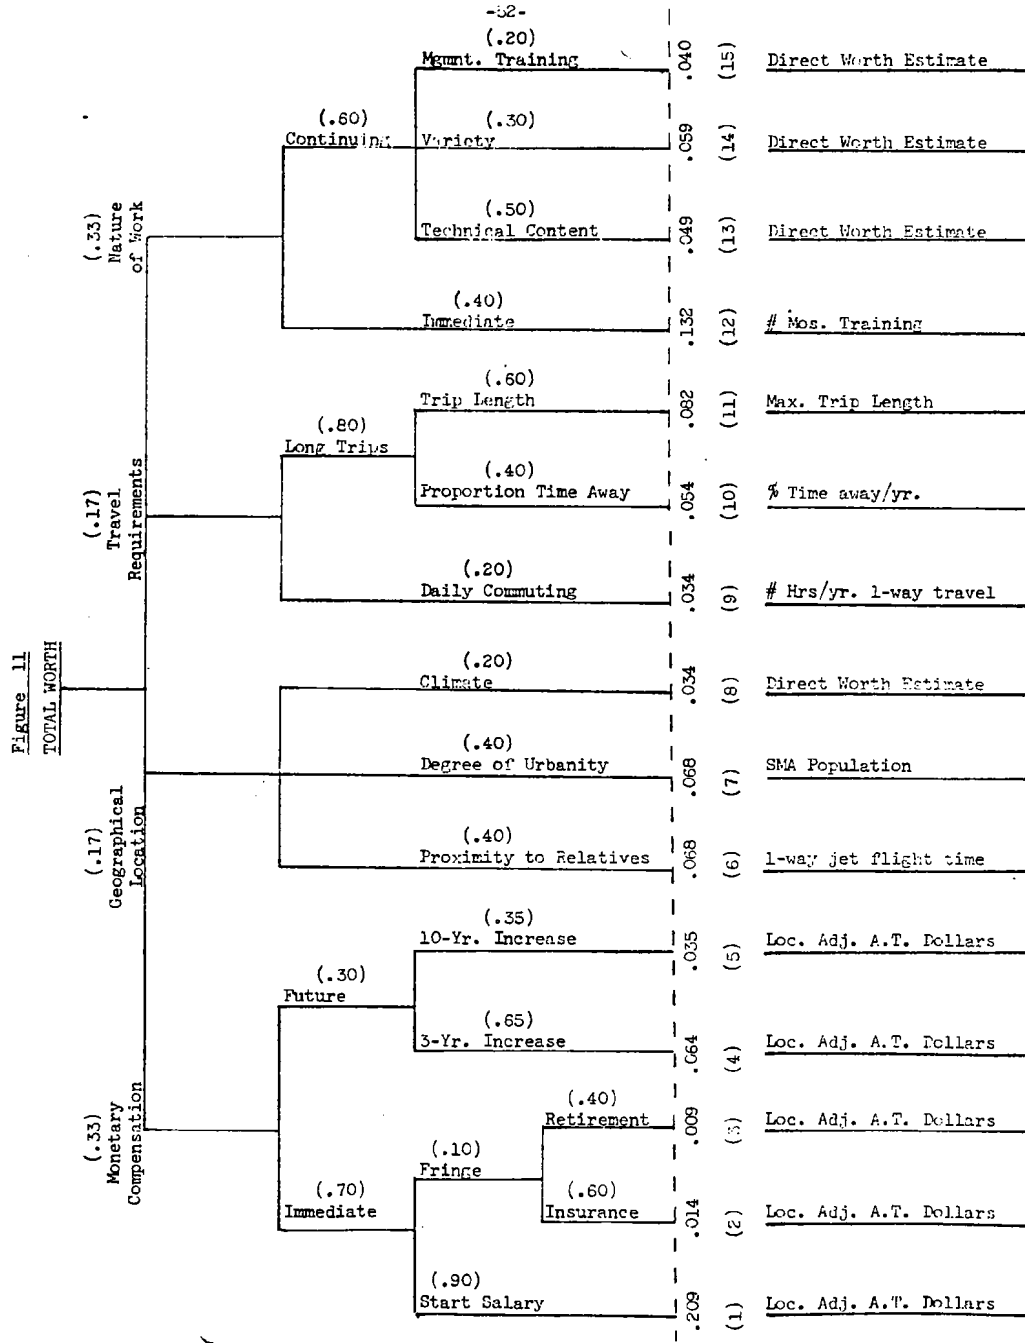 -52-
Figure 11
TOTAL WORTH
(.33)
Nature
of Work
(.60)
Continuing
(.20)
Mgmnt. Training
.040
(15)
Direct Worth Estimate
(.30)
Variety
.059
(14)
Direct Worth Estimate
(.50)
Technical Content
.049
(13)
Direct Worth Estimate
(.40)
Immediate
.132
(12)
# Mos. Training
(.17)
Travel
Requirements
(.80)
Long Trips
(.60)
Trip Length
.082
(11)
Max. Trip Length
(.40)
Proportion Time Away
.054
(10)
% Time away/yr.
(.20)
Daily Commuting
.034
(9)
# Hrs/yr. 1-way travel
(.17)
Geographical
Location
(.20)
Climate
.034
(8)
Direct Worth Estimate
(.40)
Degree of Urbanity
.068
(7)
SMA Population
(.40)
Proximity to Relatives
.068
(6)
1-way jet flight time
(.33)
Monetary
Compensation
(.30)
Future
(.35)
10-Yr. Increase
.035
(5)
Loc. Adj. A.T. Dollars
(.65)
3-Yr. Increase
.064
(4)
Loc. Adj. A.T. Dollars
(.70)
Immediate
(.10)
Fringe
(.40)
Retirement
.009
(3)
Loc. Adj. A.T. Dollars
(.60)
Insurance
.014
(2)
Loc. Adj. A.T. Dollars
(.90)
Start Salary
.209
(1)
Loc. Adj. A.T. Dollars